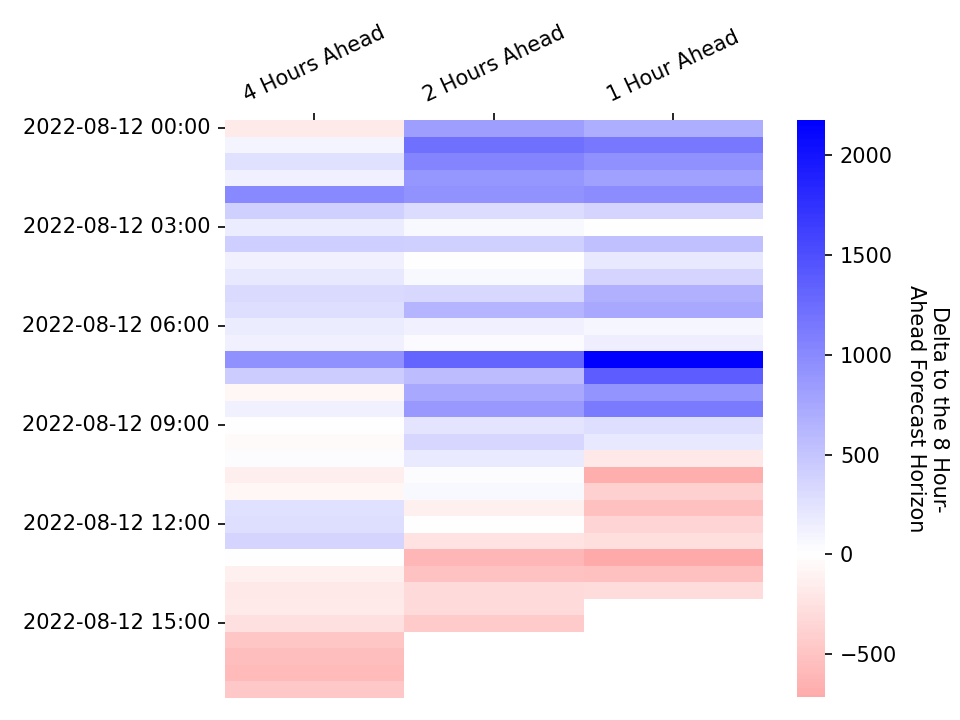 4 Hours Ahead
2 Hours Ahead
1 Hour Ahead
2022-08-12 00:00
2022-08-12 03:00
2022-08-12 06:00
2022-08-12 09:00
2022-08-12 12:00
2022-08-12 15:00
2000
1500
1000
500
0
−500
Delta to the 8 Hour-
Ahead Forecast Horizon